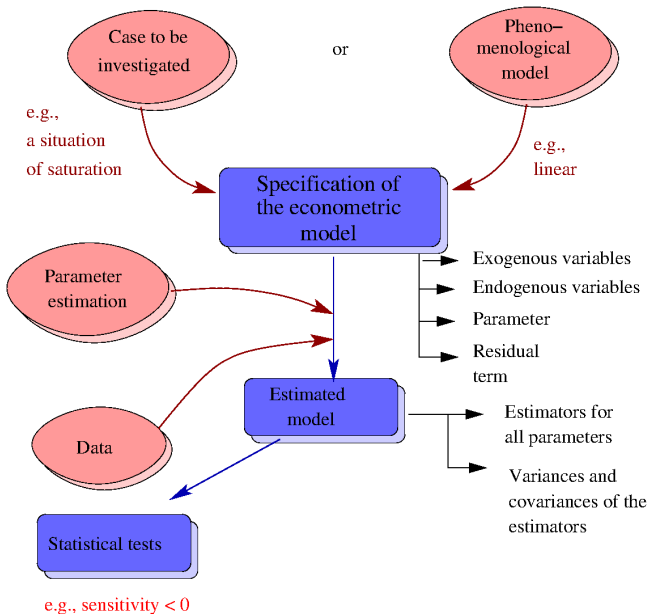 Case to be
investigated
or
Pheno–
menological
model
e.g.,
a situation
of saturation
e.g.,
linear
Specification of
the econometric
model
Parameter
estimation
Exogenous variables
Endogenous variables
Parameter
Residual
term
Estimated
model
Data
Estimators for
all parameters
Variances and
covariances of the
estimators
Statistical tests
e.g., sensitivity < 0